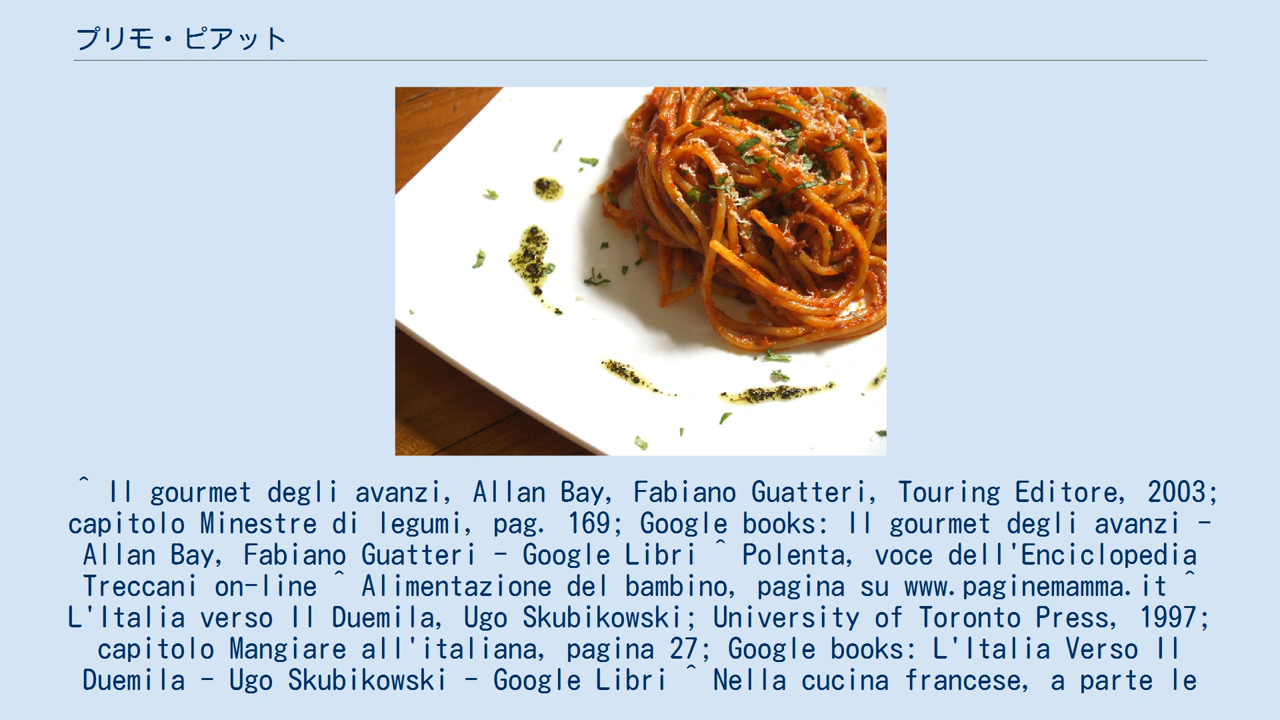 プリモ・ピアット
^ Il gourmet degli avanzi, Allan Bay, Fabiano Guatteri, Touring Editore, 2003;
capitolo Minestre di legumi, pag. 169; Google books: Il gourmet degli avanzi -
Allan Bay, Fabiano Guatteri - Google Libri ^ Polenta, voce dell'Enciclopedia
Treccani on-line ^ Alimentazione del bambino, pagina su www.paginemamma.it ^
L'Italia verso Il Duemila, Ugo Skubikowski; University of Toronto Press, 1997;
capitolo Mangiare all'italiana, pagina 27; Google books: L'Italia Verso Il
Duemila - Ugo Skubikowski - Google Libri ^ Nella cucina francese, a parte le